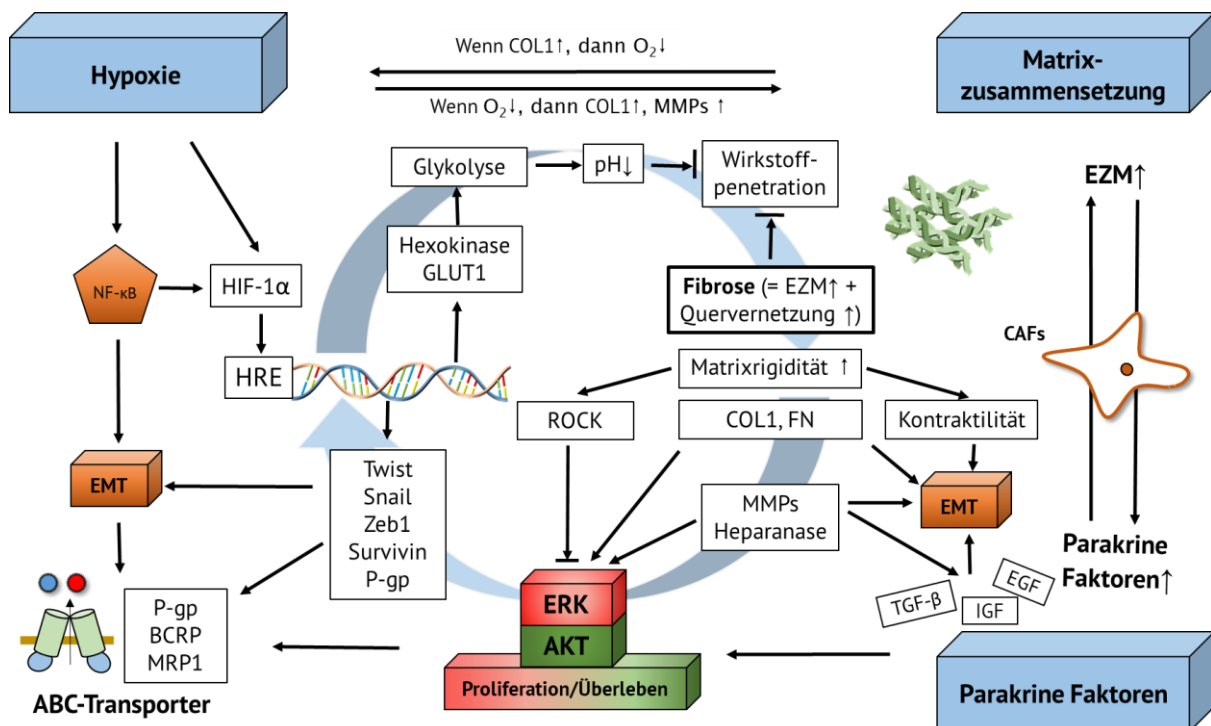 Hypoxie
Wenn COL1↑, dann O₂↓
Wenn O₂↓, dann COL1↑, MMPs ↑
Matrix-
zusammensetzung
Glykolyse
pH↓
Wirkstoff-
penetration
EZM↑
Hexokinase
GLUT1
NF-κB
HIF-1α
Fibrose (= EZM↑ +
Quervernetzung ↑)
CAFs
HRE
Matrixrigidität ↑
ROCK
COL1, FN
Kontraktilität
EMT
Twist
Snail
Zeb1
Survivin
P-gp
MMPs
Heparanase
EMT
Parakrine
Faktoren↑
TGF-β
IGF
EGF
P-gp
BCRP
MRP1
ERK
AKT
Proliferation/Überleben
ABC-Transporter
Parakrine Faktoren